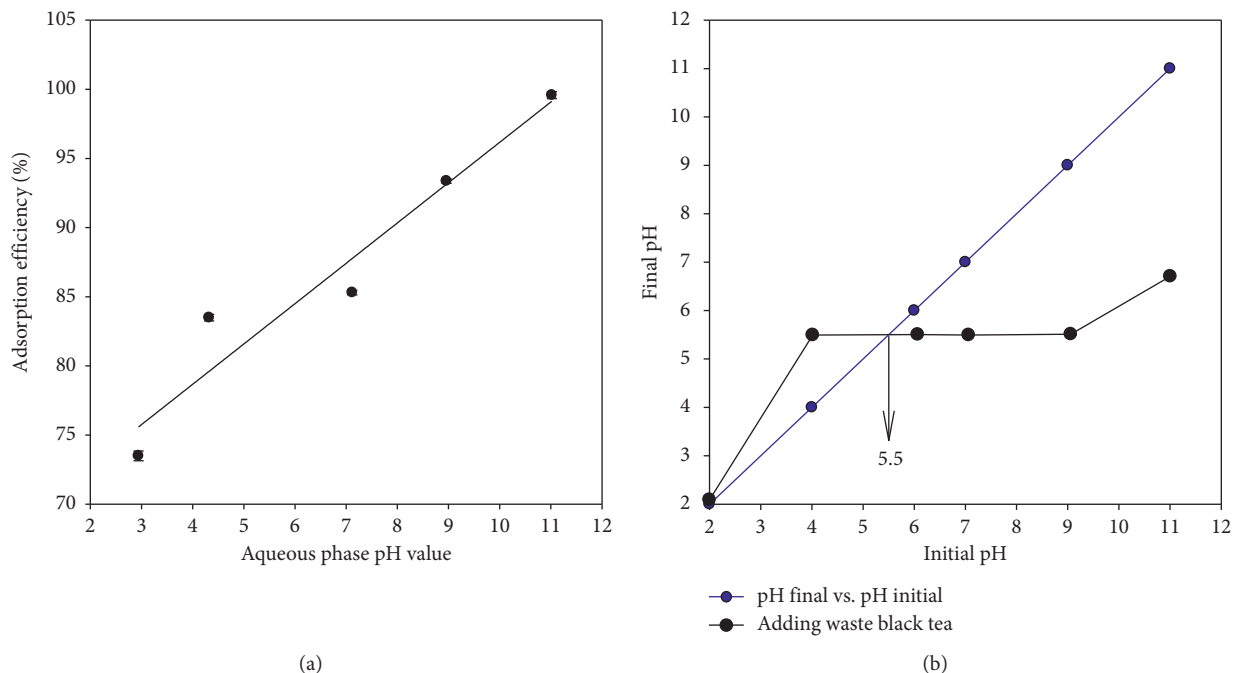 105
100
95
90
85
80
75
70
Adsorption efficiency (%)
2 3 4 5 6 7 8 9 10 11 12
Aqueous phase pH value
(a)
12
11
10
9
8
7
6
5
4
3
2
Final pH
5.5
2 3 4 5 6 7 8 9 10 11 12
Initial pH
pH final vs. pH initial
Adding waste black tea
(b)